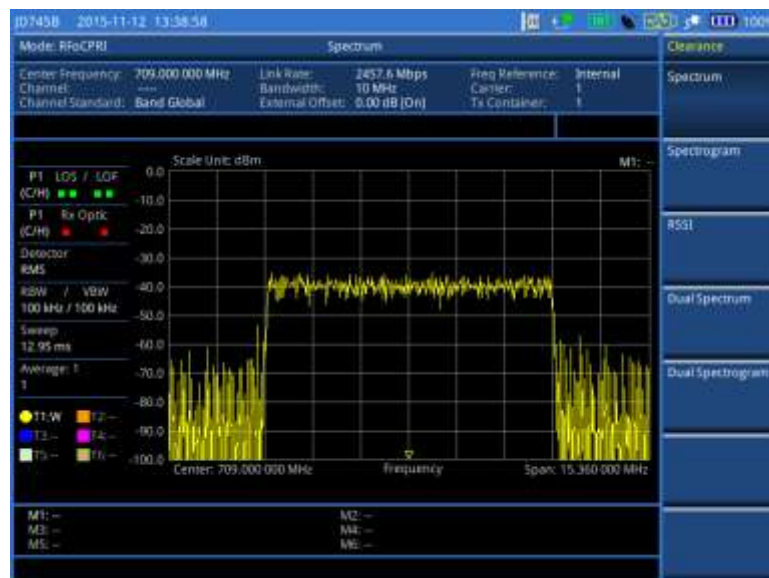 JD745B 2015-11-12 13:38:58 100%
Mode: RFoCPRI Spectrum Clearance
Center Frequency: 709.000 000 MHz Link Rate: 2457.6 Mbps Freq Reference: Internal
Channel: ---- Bandwidth: 10 MHz Carrier: 1
Channel Standard: Band Global External Offset: 0.00 dB (On) Tx Container: 1
Spectrum
Spectrogram
RSSI
Dual Spectrum
Dual Spectrogram
Scale Unit: dBm M1: --
P1 LOS / LOF
(C/H)
P1 Rx Optic
(C/H)
Detector
RMS
RBW / VBW
100 kHz / 100 kHz
Sweep
12.95 ms
Average: 1
1
T1:W T2:--
T3:-- T4:--
T5:-- T6:--
0.0
-10.0
-20.0
-30.0
-40.0
-50.0
-60.0
-70.0
-80.0
-90.0
-100.0
Center: 709.000 000 MHz Frequency Span: 15.360 000 MHz
M1: -- M2: --
M3: -- M4: --
M5: -- M6: --